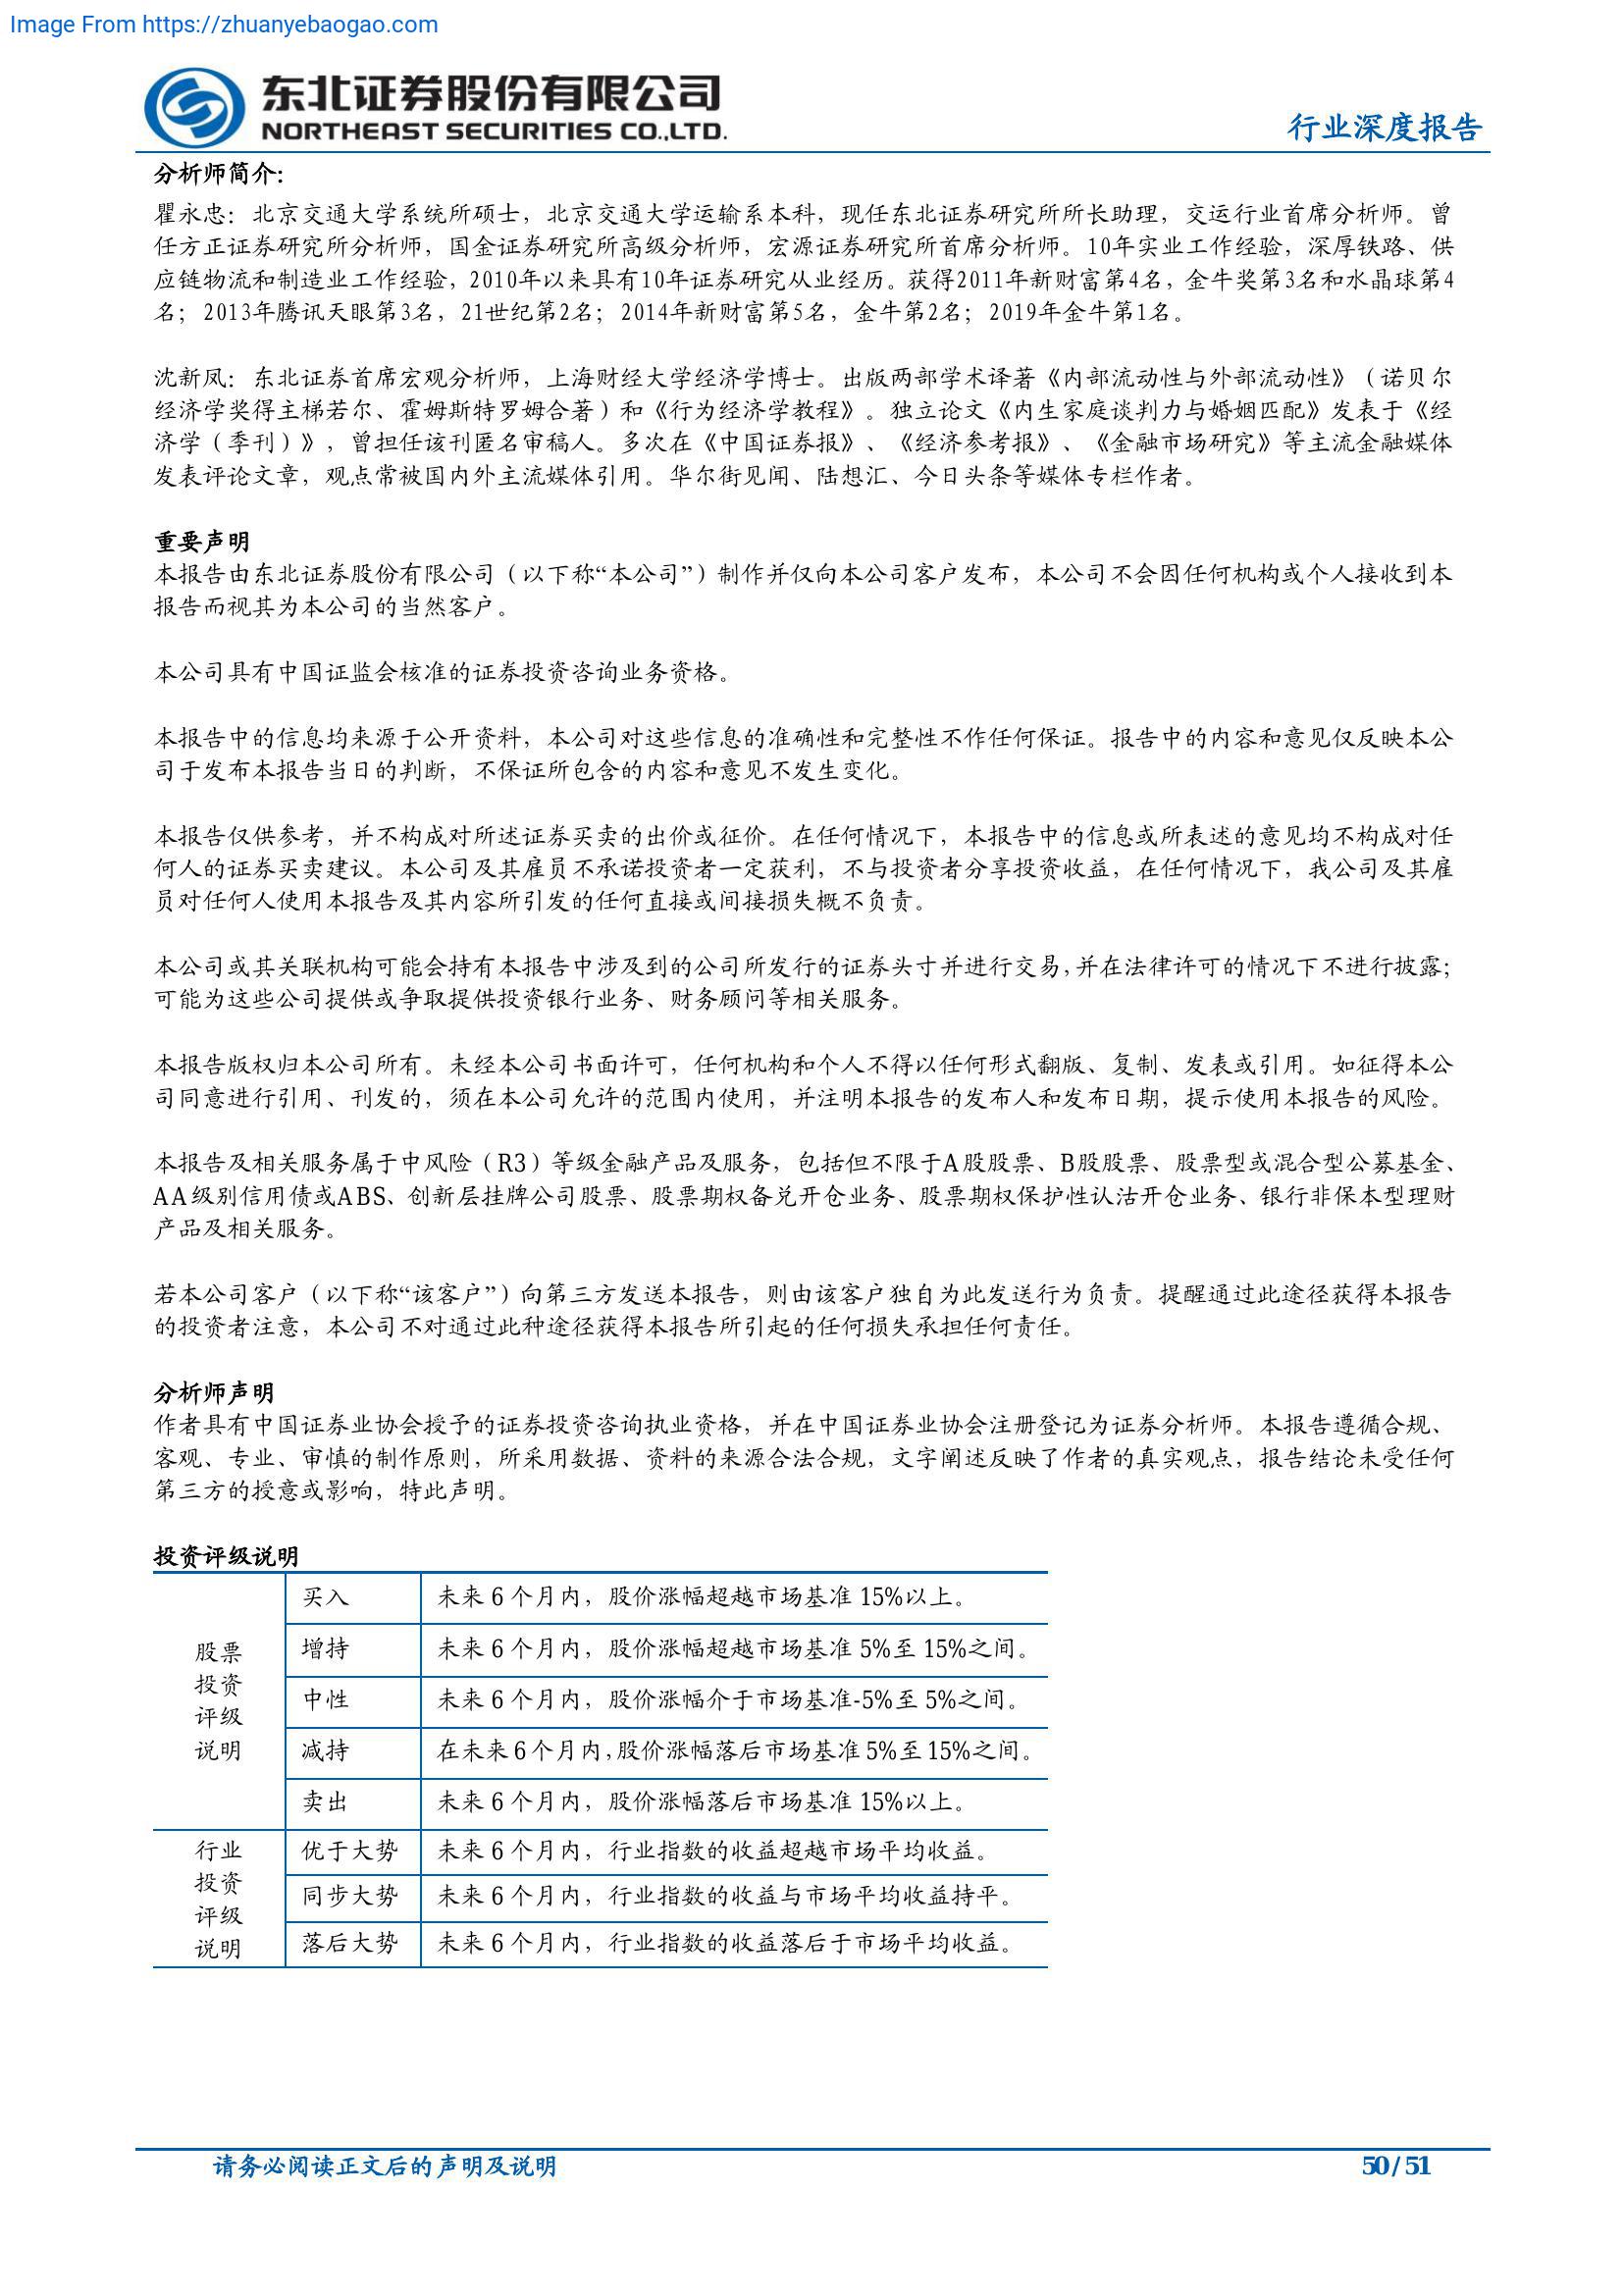 Image From https://zhuanyebaogao.com
东北证券股份有限公司
NORTHEAST SECURITIES CO.,LTD.
行业深度报告
分析师简介:
瞿永忠：北京交通大学系统所硕士，北京交通大学运输系本科，现任东北证券研究所所长助理，交运行业首席分析师。曾
任方正证券研究所分析师，国金证券研究所高级分析师，宏源证券研究所首席分析师。10年实业工作经验，深厚铁路、供
应链物流和制造业工作经验，2010年以来具有10年证券研究从业经历。获得2011年新财富第4名，金牛奖第3名和水晶球第4
名；2013年腾讯天眼第3名，21世纪第2名；2014年新财富第5名，金牛第2名；2019年金牛第1名。
沈新凤：东北证券首席宏观分析师，上海财经大学经济学博士。出版两部学术译著《内部流动性与外部流动性》（诺贝尔
经济学奖得主梯若尔、霍姆斯特罗姆合著）和《行为经济学教程》。独立论文《内生家庭谈判力与婚姻匹配》发表于《经
济学（季刊）》，曾担任该刊匿名审稿人。多次在《中国证券报》、《经济参考报》、《金融市场研究》等主流金融媒体
发表评论文章，观点常被国内外主流媒体引用。华尔街见闻、陆想汇、今日头条等媒体专栏作者。
重要声明
本报告由东北证券股份有限公司（以下称“本公司”）制作并仅向本公司客户发布，本公司不会因任何机构或个人接收到本
报告而视其为本公司的当然客户。
本公司具有中国证监会核准的证券投资咨询业务资格。
本报告中的信息均来源于公开资料，本公司对这些信息的准确性和完整性不作任何保证。报告中的内容和意见仅反映本公
司于发布本报告当日的判断，不保证所包含的内容和意见不发生变化。
本报告仅供参考，并不构成对所述证券买卖的出价或征价。在任何情况下，本报告中的信息或所表述的意见均不构成对任
何人的证券买卖建议。本公司及其雇员不承诺投资者一定获利，不与投资者分享投资收益，在任何情况下，我公司及其雇
员对任何人使用本报告及其内容所引发的任何直接或间接损失概不负责。
本公司或其关联机构可能会持有本报告中涉及到的公司所发行的证券头寸并进行交易，并在法律许可的情况下不进行披露；
可能为这些公司提供或争取提供投资银行业务、财务顾问等相关服务。
本报告版权归本公司所有。未经本公司书面许可，任何机构和个人不得以任何形式翻版、复制、发表或引用。如征得本公
司同意进行引用、刊发的，须在本公司允许的范围内使用，并注明本报告的发布人和发布日期，提示使用本报告的风险。
本报告及相关服务属于中风险（R3）等级金融产品及服务，包括但不限于A股股票、B股股票、股票型或混合型公募基金、
AA级别信用债或ABS、创新层挂牌公司股票、股票期权备兑开仓业务、股票期权保护性认沽开仓业务、银行非保本型理财
产品及相关服务。
若本公司客户（以下称“该客户”）向第三方发送本报告，则由该客户独自为此发送行为负责。提醒通过此途径获得本报告
的投资者注意，本公司不对通过此种途径获得本报告所引起的任何损失承担任何责任。
分析师声明
作者具有中国证券业协会授予的证券投资咨询执业资格，并在中国证券业协会注册登记为证券分析师。本报告遵循合规、
客观、专业、审慎的制作原则，所采用数据、资料的来源合法合规，文字阐述反映了作者的真实观点，报告结论未受任何
第三方的授意或影响，特此声明。
投资评级说明
股票
投资
评级
说明
买入 未来 6 个月内，股价涨幅超越市场基准 15%以上。
增持 未来 6 个月内，股价涨幅超越市场基准 5%至 15%之间。
中性 未来 6 个月内，股价涨幅介于市场基准-5%至 5%之间。
减持 在未来 6 个月内，股价涨幅落后市场基准 5%至 15%之间。
卖出 未来 6 个月内，股价涨幅落后市场基准 15%以上。
行业
投资
评级
说明
优于大势 未来 6 个月内，行业指数的收益超越市场平均收益。
同步大势 未来 6 个月内，行业指数的收益与市场平均收益持平。
落后大势 未来 6 个月内，行业指数的收益落后于市场平均收益。
请务必阅读正文后的声明及说明
50 / 51